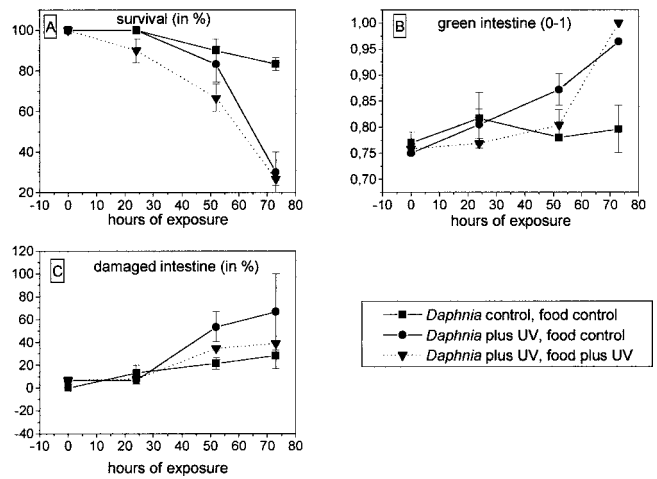 A
survival (in %)
100
80
60
40
20
-10 0 10 20 30 40 50 60 70 80
hours of exposure
B
green intestine (0-1)
1,00
0,95
0,90
0,85
0,80
0,75
0,70
-10 0 10 20 30 40 50 60 70 80
hours of exposure
C
damaged intestine (in %)
120
100
80
60
40
20
0
-20
-40
-10 0 10 20 30 40 50 60 70 80
hours of exposure
Daphnia control, food control
Daphnia plus UV, food control
Daphnia plus UV, food plus UV